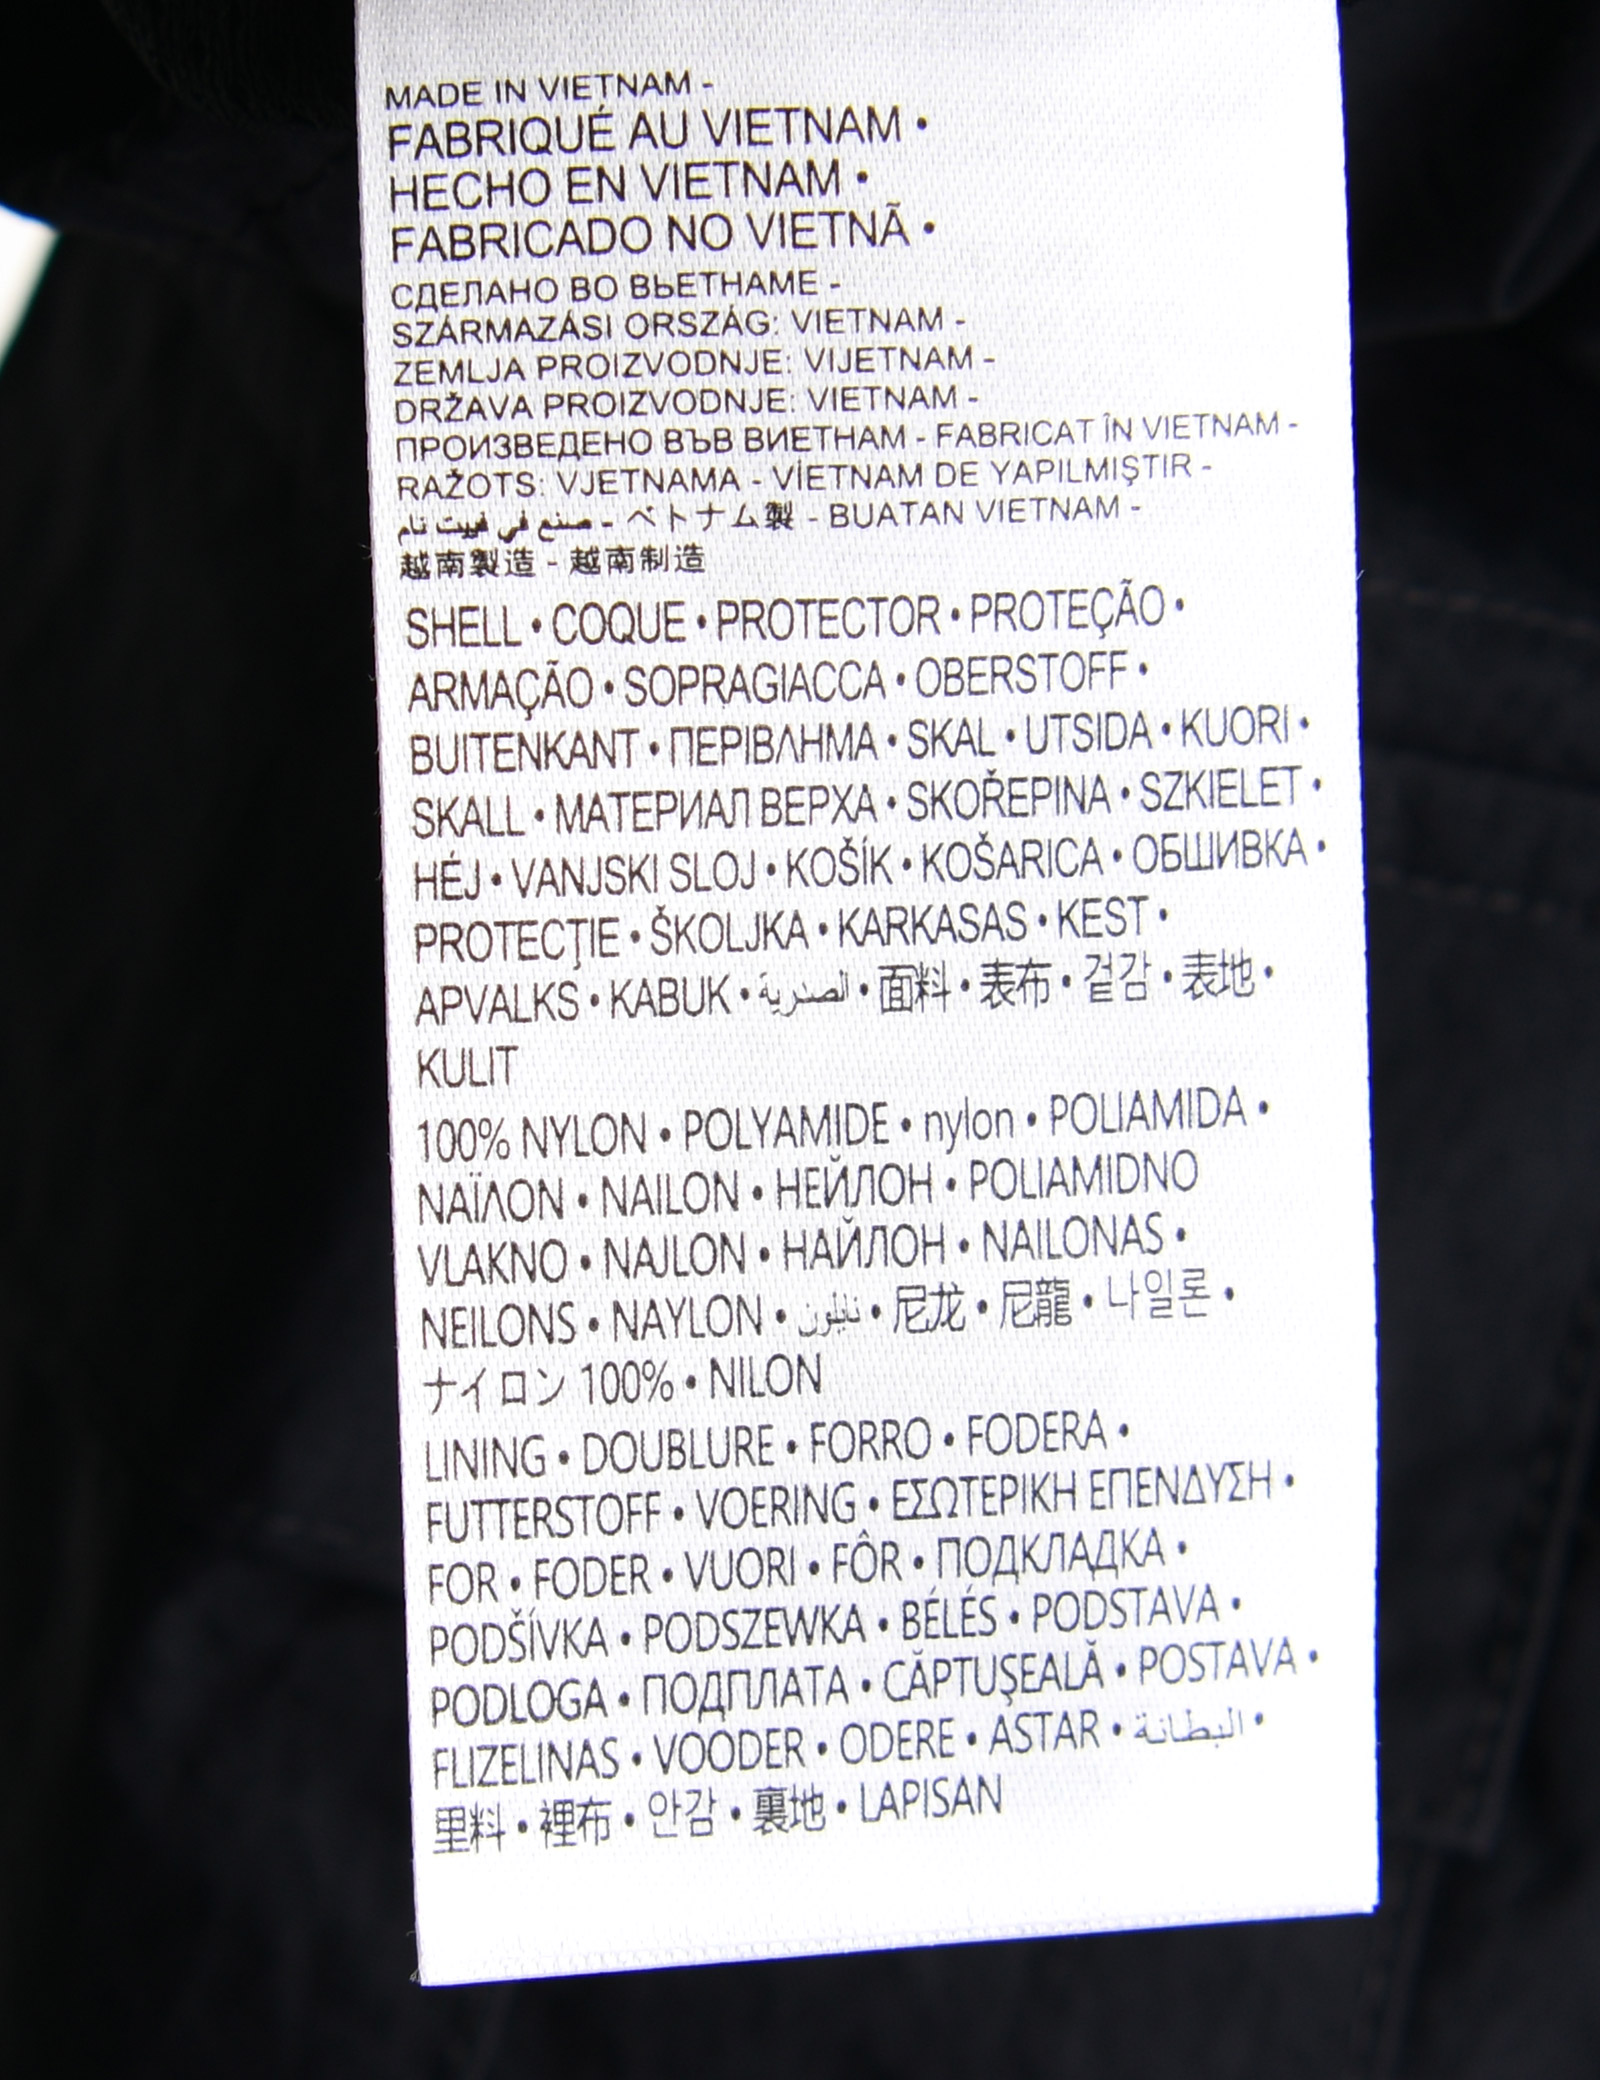 MADE IN VIETNAM -
FABRIQUÉ AU VIETNAM •
HECHO EN VIETNAM •
FABRICADO NO VIETNÃ •
СДЕЛАНО ВО ВЬЕТНАМЕ -
SZÁRMAZÁSI ORSZÁG: VIETNAM -
ZEMLJA PROIZVODNJE: VIJETNAM -
DRŽAVA PROIZVODNJE: VIETNAM -
ПРОИЗВЕДЕНО ВЪВ ВИЕТНАМ - FABRICAT ÎN VIETNAM -
RAŽOTS: VJETNAMA - VİETNAM DE YAPILMIŞTIR -
صنع في فييت نام - ベトナム製 - BUATAN VIETNAM -
越南製造 - 越南制造
SHELL • COQUE • PROTECTOR • PROTEÇÃO •
ARMAÇÃO • SOPRAGIACCA • OBERSTOFF •
BUITENKANT • ΠΕΡΙΒΛΗΜΑ • SKAL • UTSIDA • KUORI •
SKALL • МАТЕРИАЛ ВЕРХА • SKOŘEPINA • SZKIELET •
HÉJ • VANJSKI SLOJ • KOŠÍK • KOŠARICA • ОБШИВКА •
PROTECŢIE • ŠKOLJKA • KARKASAS • KEST •
APVALKS • KABUK • الصنرية • 面料 • 表布 • 겉감 • 表地 •
KULIT
100% NYLON • POLYAMIDE • nylon • POLIAMIDA •
ΝΑΪΛΟΝ • NAILON • НЕЙЛОН • POLIAMIDNO
VLAKNO • NAJLON • НАЙЛОН • NAILONAS •
NEILONS • NAYLON • نايلون • 尼龙 • 尼龍 • 나일론 •
ナイロン 100% • NILON
LINING • DOUBLURE • FORRO • FODERA •
FUTTERSTOFF • VOERING • ΕΣΩΤΕΡΙΚΗ ΕΠΕΝΔΥΣΗ •
FOR • FODER • VUORI • FÔR • ПОДКЛАДКА •
PODŠÍVKA • PODSZEWKA • BÉLÉS • PODSTAVA •
PODLOGA • ПОДПЛАТА • CĂPTUŞEALĂ • POSTAVA •
FLIZELINAS • VOODER • ODERE • ASTAR • البطانة •
里料 • 裡布 • 안감 • 裏地 • LAPISAN